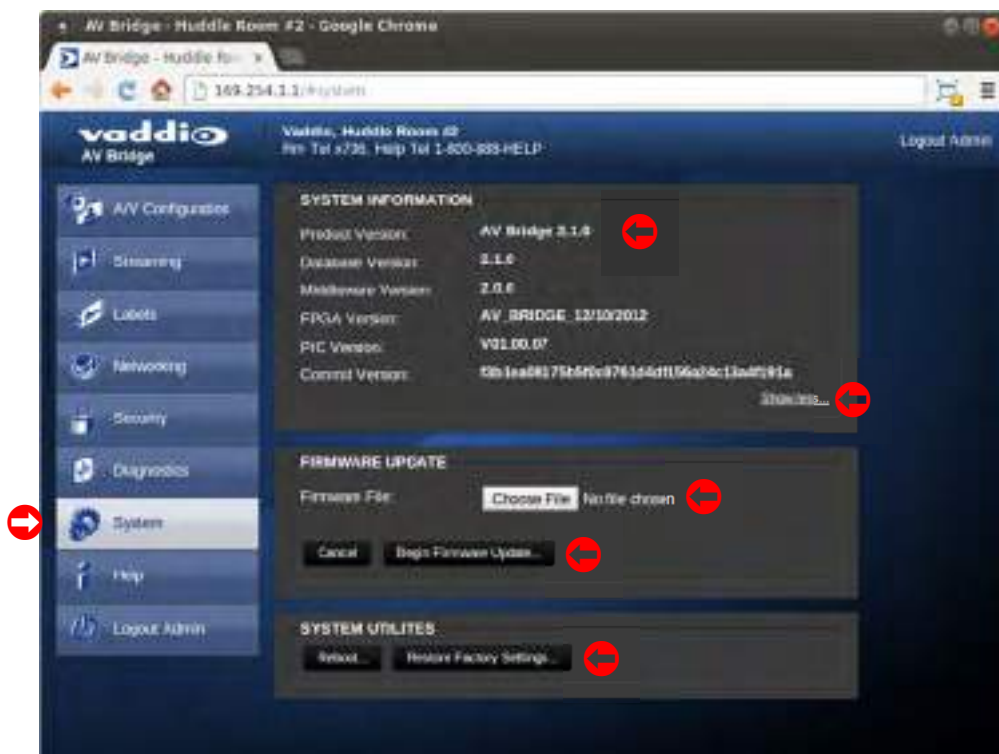 AV Bridge - Huddle Room #2 - Google Chrome
AV Bridge - Huddle Ro
169.254.1.1/#system
vaddio
AV Bridge
Vaddio, Huddle Room #2
Rm Tel x736, Help Tel 1-800-888-HELP
Logout Admin
A/V Configuration
Streaming
Labels
Networking
Security
Diagnostics
System
Help
Logout Admin
SYSTEM INFORMATION
Product Version: AV Bridge 2.1.0
Database Version: 2.1.0
Middleware Version: 2.0.6
FPGA Version: AV_BRIDGE_12/10/2012
PIC Version: V01.00.07
Commit Version:
Show less...
FIRMWARE UPDATE
Firmware File: Choose File No file chosen
Cancel Begin Firmware Update...
SYSTEM UTILITES
Reboot... Restore Factory Settings...